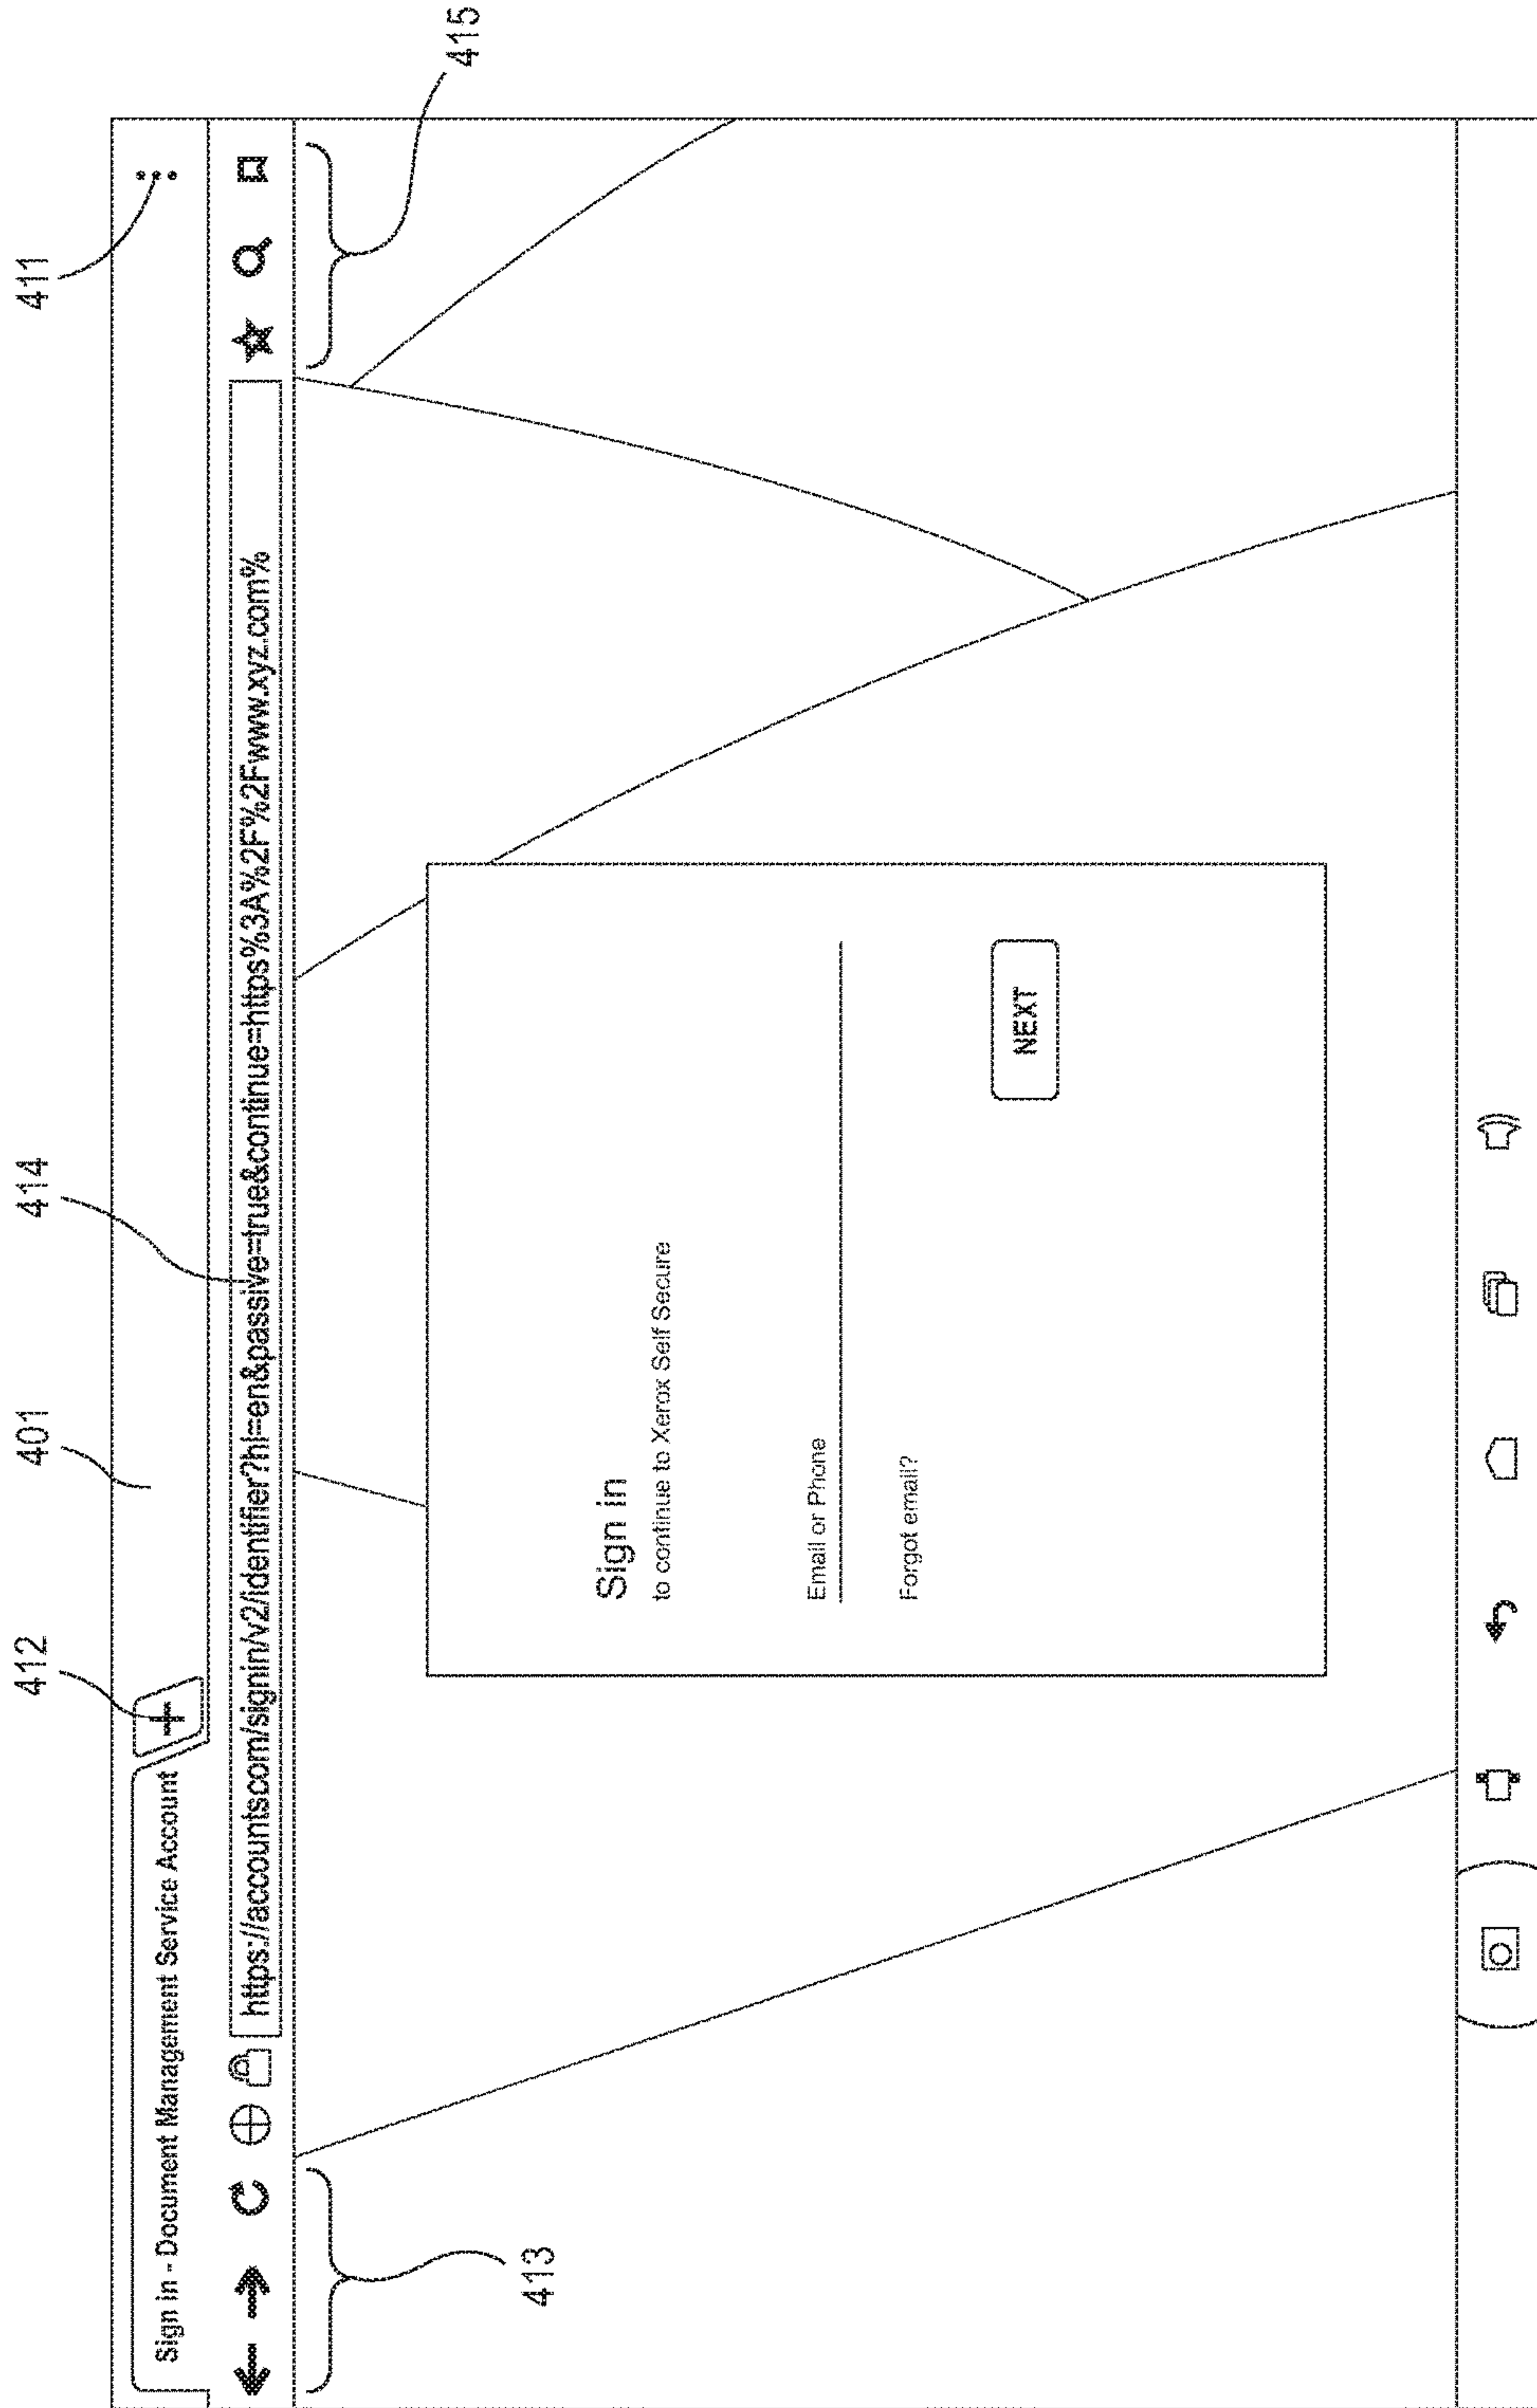 412
401
414
411
Sign in - Document Management Service Account
+
https://accountscom/signin/v2/identifier?hl=en&passive=true&continue=https%3A%2F%2Fwww.xyz.com%
413
415
Sign in
to continue to Xerox Self Secure
Email or Phone
Forgot email?
NEXT